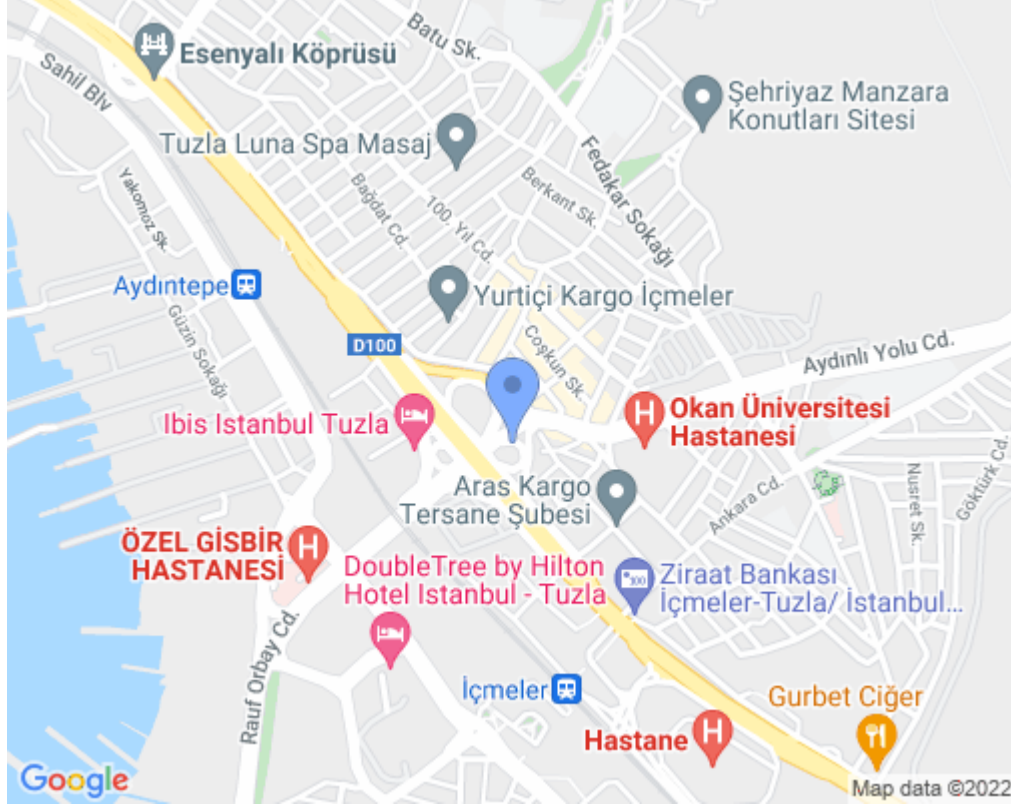 Batu Sk.
Esenyalı Köprüsü
Sahil Blv
Şehriyaz Manzara
Konutları Sitesi
Tuzla Luna Spa Masaj
Fedakar Sokağı
Yakomoz Sk.
Bağdat Cd.
Berkant Sk.
100. Yıl Cd.
Aydıntepe
Yurtiçi Kargo İçmeler
Güzin Sokağı
D100
Coşkun Sk.
Aydınlı Yolu Cd.
Ibis Istanbul Tuzla
Okan Üniversitesi
Hastanesi
Aras Kargo
Tersane Şubesi
Ankara Cd.
Nusret Sk.
Göktürk Cd.
ÖZEL GİSBİR
HASTANESİ
DoubleTree by Hilton
Hotel Istanbul - Tuzla
100
Ziraat Bankası
İçmeler-Tuzla/ İstanbul...
Rauf Orbay Cd.
İçmeler
Gurbet Ciğer
Hastane
Google
Map data ©2022